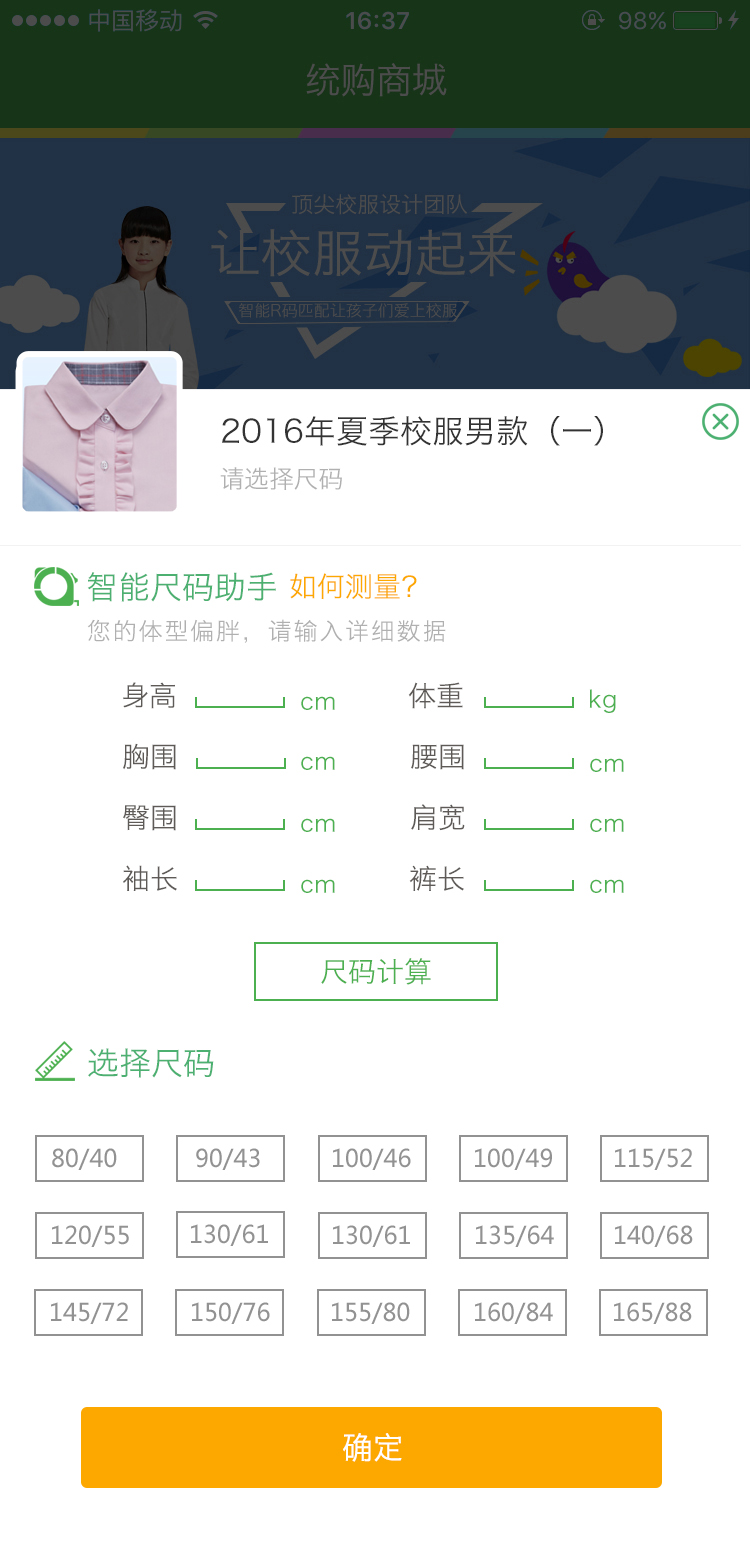 中国移动 16:37 98%
统购商城
顶尖校服设计团队
让校服动起来
智能R码匹配让孩子们爱上校服
2016年夏季校服男款（一）
请选择尺码
智能尺码助手 如何测量?
您的体型偏胖，请输入详细数据
身高 cm 体重 kg
胸围 cm 腰围 cm
臀围 cm 肩宽 cm
袖长 cm 裤长 cm
尺码计算
选择尺码
80/40 90/43 100/46 100/49 115/52
120/55 130/61 130/61 135/64 140/68
145/72 150/76 155/80 160/84 165/88
确定